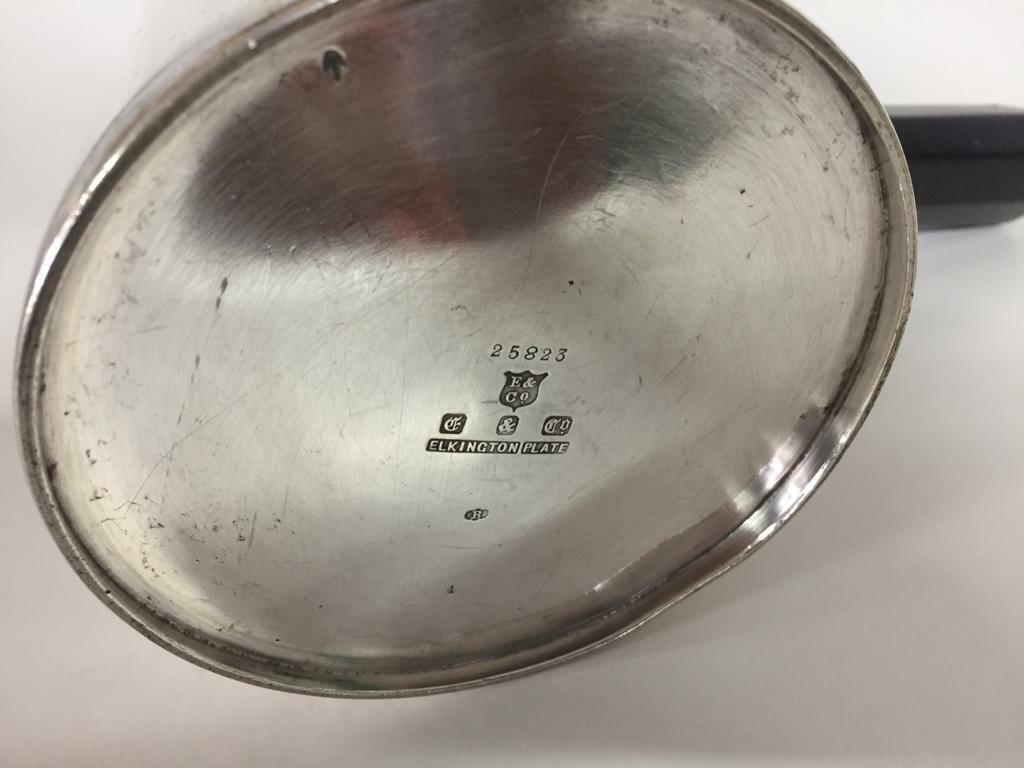 25823
E&
Co
E & Co
ELKINGTON PLATE
B